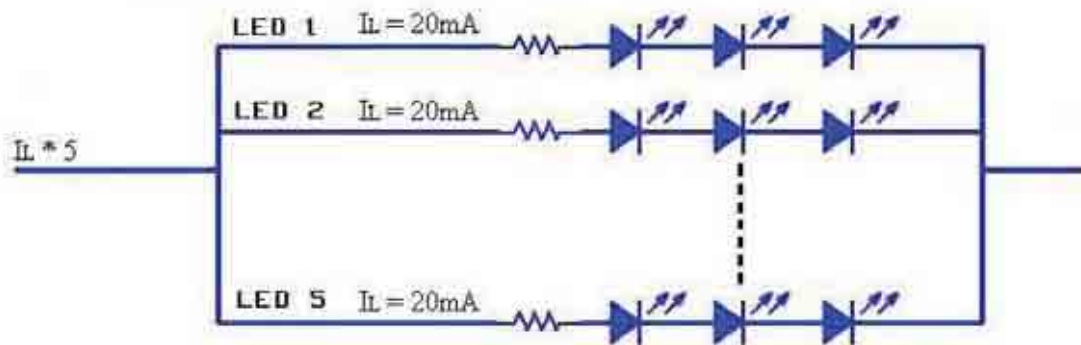 LED 1 IL = 20mA
LED 2 IL = 20mA
IL * 5
LED 5 IL = 20mA